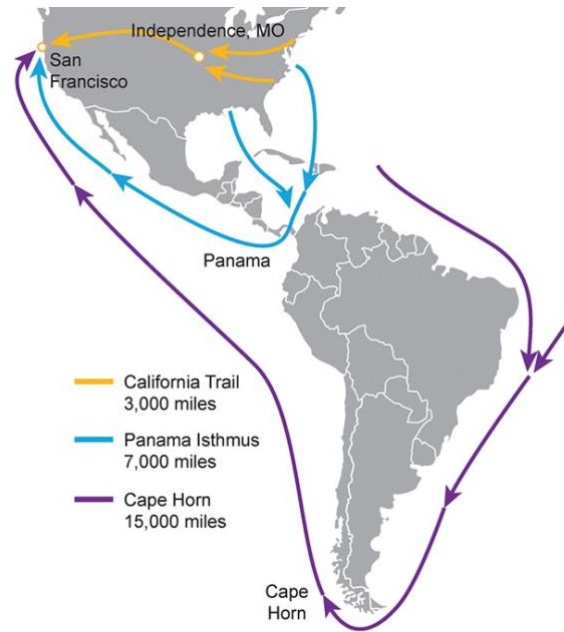 Independence, MO
San
Francisco
Panama
California Trail
3,000 miles
Panama Isthmus
7,000 miles
Cape Horn
15,000 miles
Cape
Horn